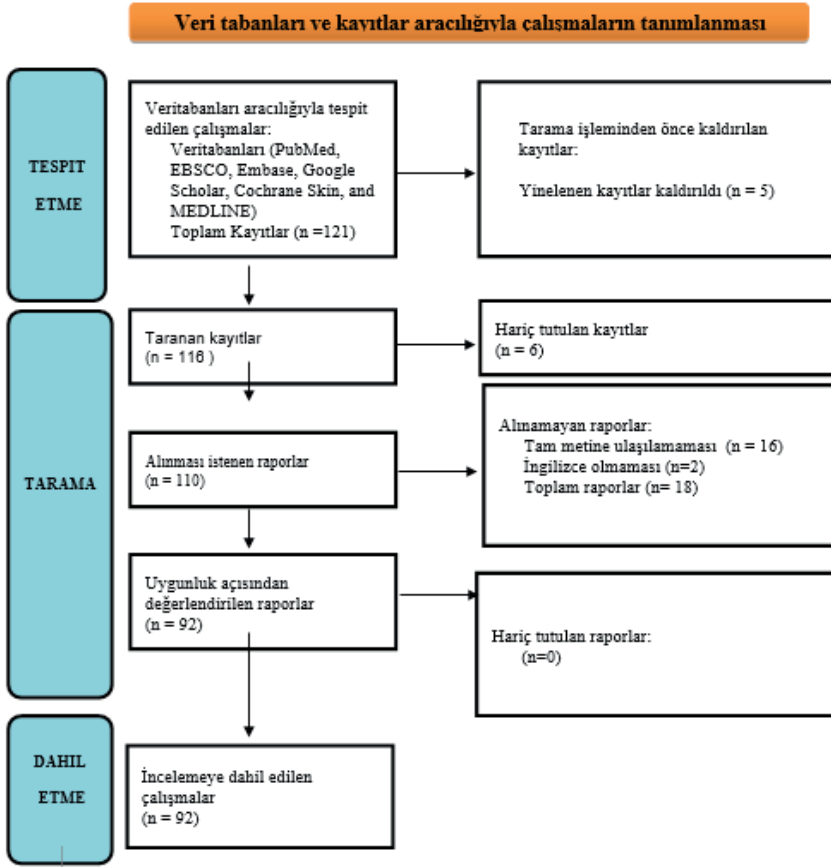 Veri tabanları ve kayıtlar aracılığıyla çalışmaların tanımlanması
TESPIT
ETME
Veritabanları aracılığıyla tespit
edilen çalışmalar:
Veritabanları (PubMed,
EBSCO, Embase, Google
Scholar, Cochrane Skin, and
MEDLINE)
Toplam Kayıtlar (n =121)
Tarama işleminden önce kaldırılan
kayıtlar:
Yinelenen kayıtlar kaldırıldı (n = 5)
TARAMA
Taranan kayıtlar
(n = 116 )
Hariç tutulan kayıtlar
(n = 6)
Alınması istenen raporlar
(n = 110)
Alınamayan raporlar:
Tam metine ulaşılamaması  (n = 16)
İngilizce olmaması (n=2)
Toplam raporlar (n= 18)
Uygunluk açısından
değerlendirilen raporlar
(n = 92)
Hariç tutulan raporlar:
(n=0)
DAHIL
ETME
İncelemeye dahil edilen
çalışmalar
(n = 92)